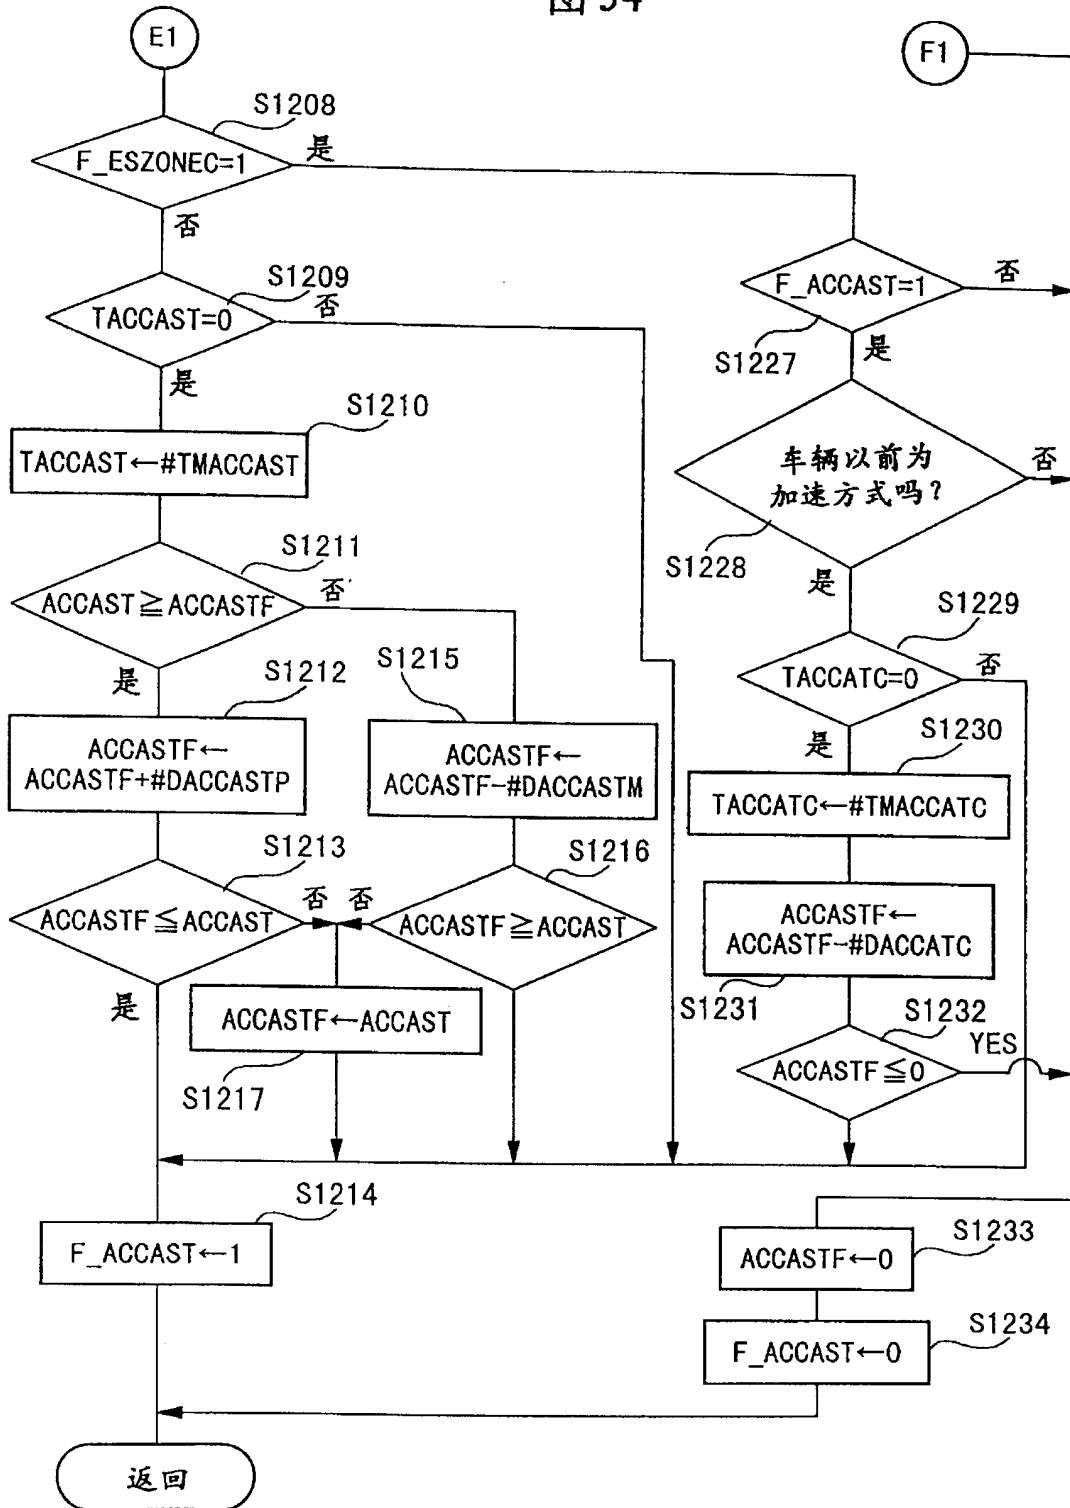 图 34
E1
F1
S1208
F_ESZONEC=1
是
否
S1209
TACCAST=0
否
是
F_ACCAST=1
否
S1227
是
S1210
TACCAST←#TMACCAST
车辆以前为
加速方式吗?
否
S1228
是
S1211
ACCAST≧ACCASTF
否
是
S1212
ACCASTF←
ACCASTF+#DACCASTP
S1215
ACCASTF←
ACCASTF-#DACCASTM
S1229
TACCATC=0
否
是
S1230
TACCATC←#TMACCATC
S1213
ACCASTF≦ACCAST
否
是
S1216
ACCASTF≧ACCAST
否
ACCASTF←
ACCASTF-#DACCATC
S1231
ACCASTF←ACCAST
S1217
S1232
ACCASTF≦0
YES
S1214
F_ACCAST←1
S1233
ACCASTF←0
S1234
F_ACCAST←0
返回